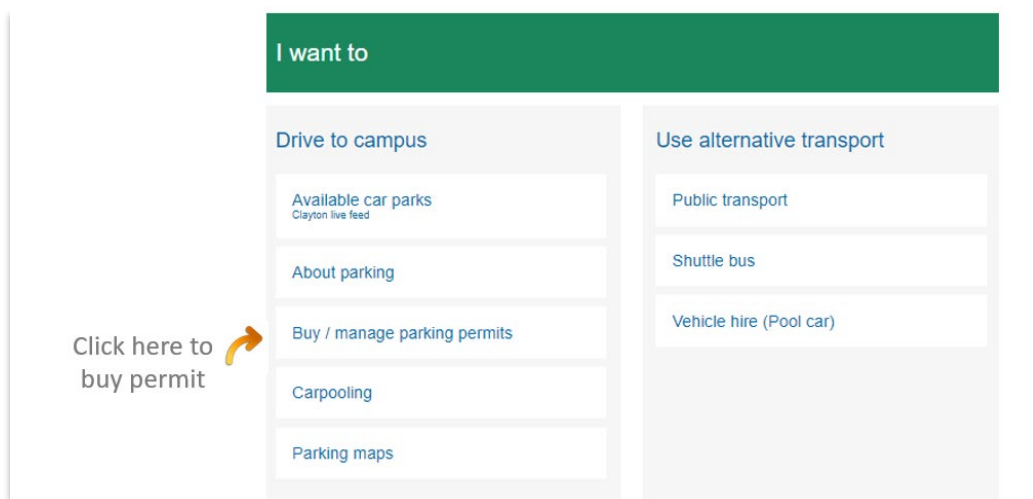 I want to
Drive to campus
Available car parks
Clayton live feed
About parking
Buy / manage parking permits
Carpooling
Parking maps
Use alternative transport
Public transport
Shuttle bus
Vehicle hire (Pool car)
Click here to
buy permit